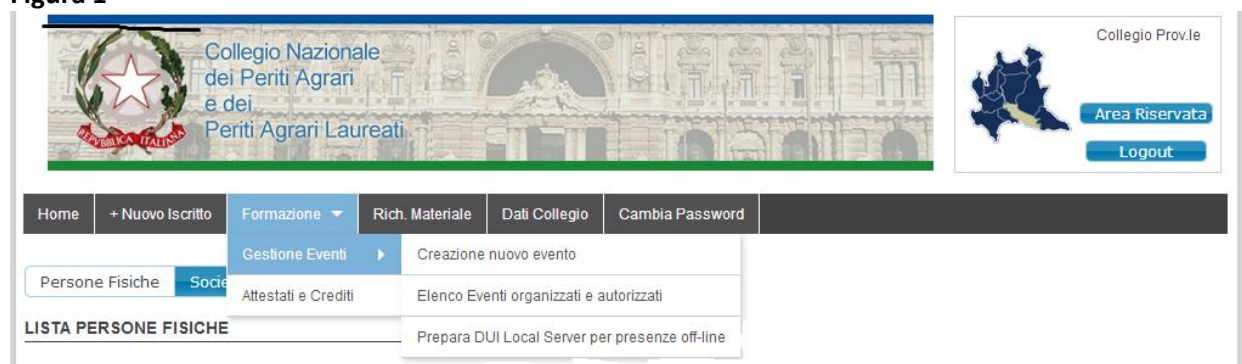 Collegio Nazionale
dei Periti Agrari
e dei
Periti Agrari Laureati
REPVBBLICA ITALIANA
Collegio Prov.le
Area Riservata
Logout
Home + Nuovo Iscritto Formazione Rich. Materiale Dati Collegio Cambia Password
Gestione Eventi Creazione nuovo evento
Persone Fisiche Socie
Attestati e Crediti Elenco Eventi organizzati e autorizzati
LISTA PERSONE FISICHE
Prepara DUI Local Server per presenze off-line